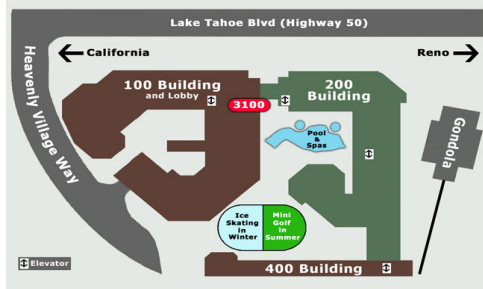 Lake Tahoe Blvd (Highway 50)
California
Reno
Heavenly Village Way
100 Building
and Lobby
3100
200
Building
Pool
&
Spas
Gondola
Ice
Skating
in
Winter
Mini
Golf
in
Summer
400 Building
Elevator